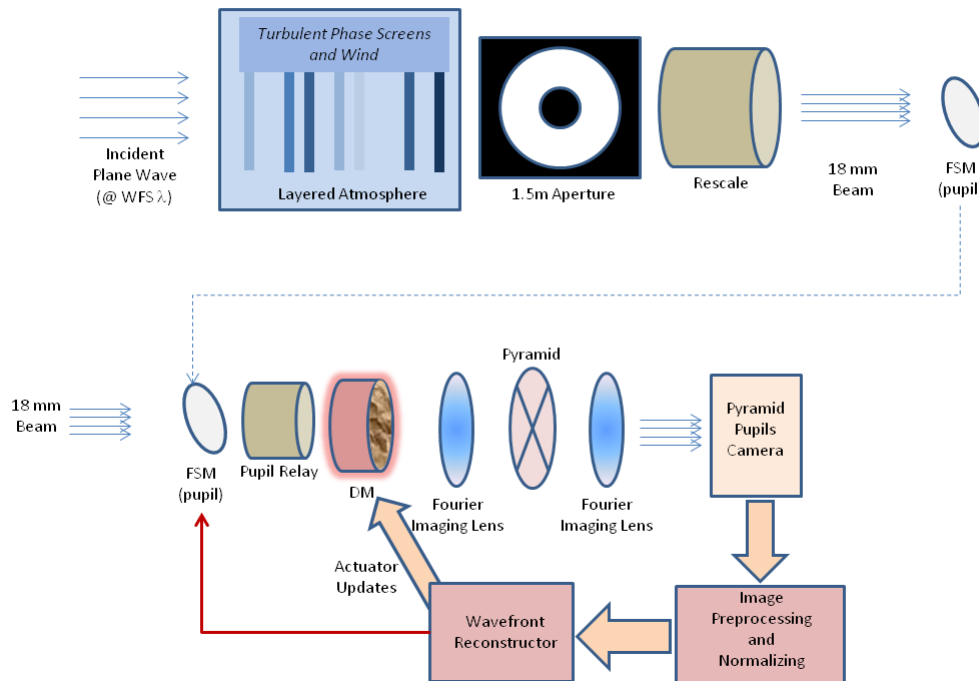 Turbulent Phase Screens
and Wind
Incident
Plane Wave
(@ WFS λ)
Layered Atmosphere
1.5m Aperture
Rescale
18 mm
Beam
FSM
(pupil
18 mm
Beam
FSM
(pupil)
Pupil Relay
DM
Pyramid
Fourier
Imaging Lens
Fourier
Imaging Lens
Pyramid
Pupils
Camera
Actuator
Updates
Wavefront
Reconstructor
Image
Preprocessing
and
Normalizing